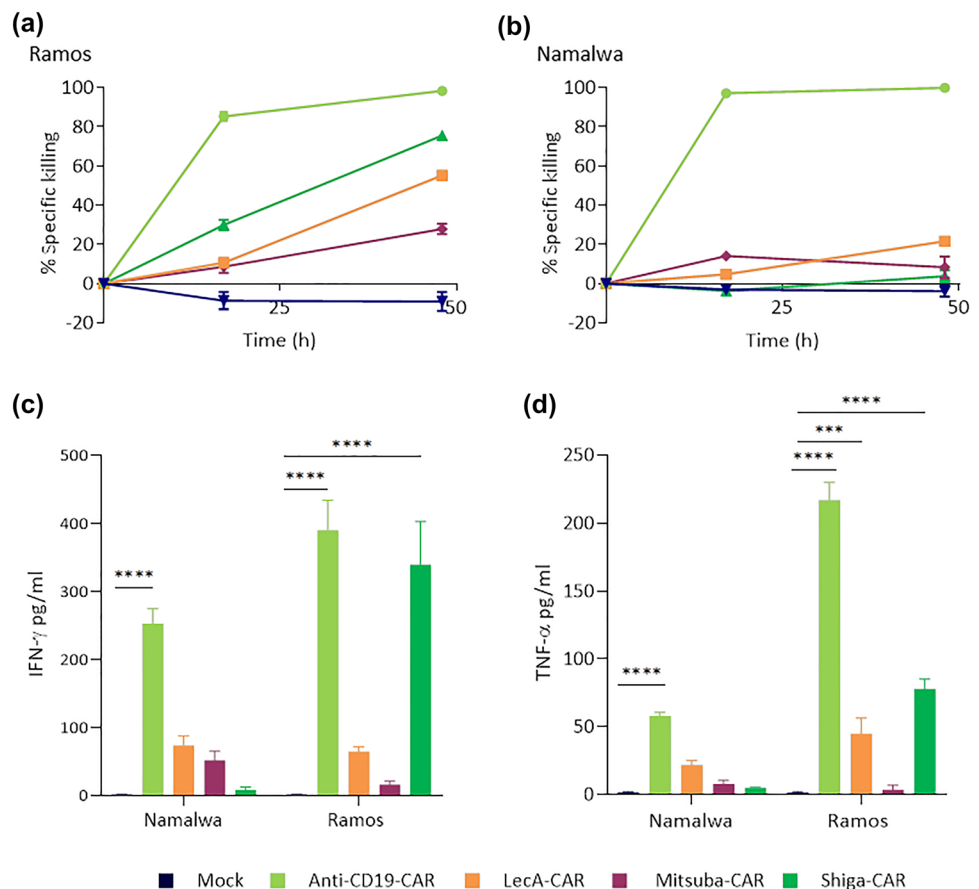 (a)
Ramos
% Specific killing
100
80
60
40
20
0
-20
25
50
Time (h)
(b)
Namalwa
% Specific killing
100
80
60
40
20
0
-20
25
50
Time (h)
(c)
IFN-γ pg/ml
500
400
300
200
100
0
****
****
****
Namalwa
Ramos
(d)
TNF-α pg/ml
250
200
150
100
50
0
****
****
***
****
Namalwa
Ramos
Mock Anti-CD19-CAR LecA-CAR Mitsuba-CAR Shiga-CAR